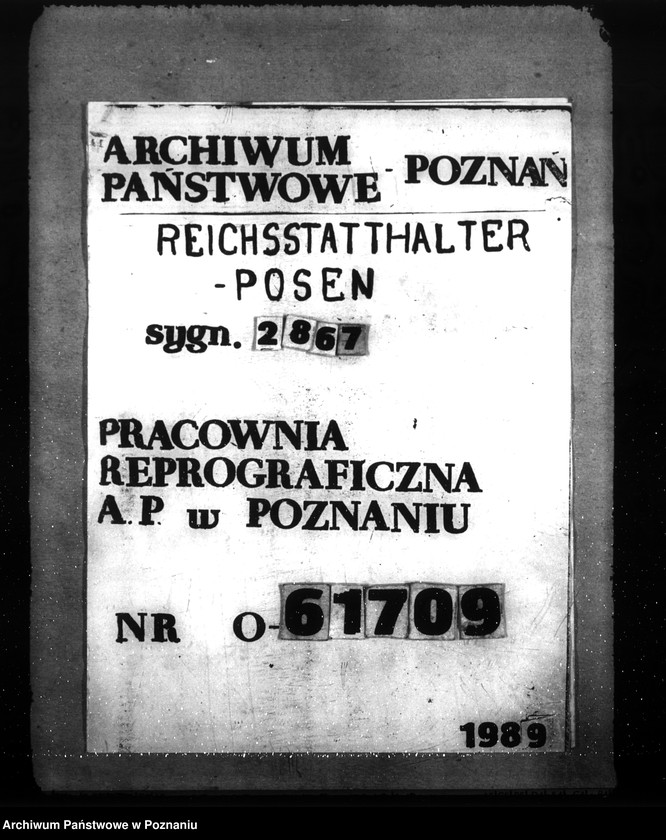 ARCHIWUM
PAŃSTWOWE - POZNAŃ
REICHSSTATTHALTER
-POSEN
sygn. 2867
PRACOWNIA
REPROGRAFICZNA
A.P. w POZNANIU
NR O-61709
1989
Archiwum Państwowe w Poznaniu